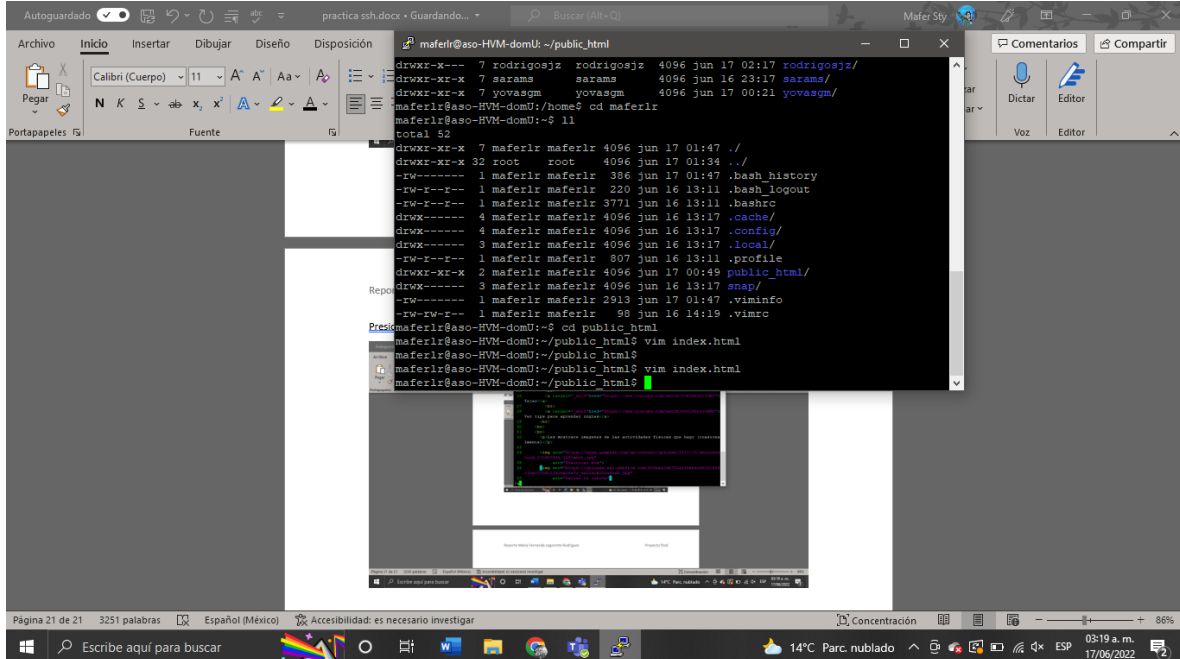 Autoguardado
practica ssh.docx • Guardando...
Buscar (Alt+Q)
Mafer Sty
Archivo Inicio Insertar Dibujar Diseño Disposición
Comentarios Compartir
Pegar
Calibri (Cuerpo) 11
N K S ab x, x²
Portapapeles
Fuente
Dictar
Editor
Voz
Editor
maferlr@aso-HVM-domU: ~/public_html
drwxr-x--- 7 rodrigosjz rodrigosjz 4096 jun 17 02:17 rodrigosjz/
drwxr-xr-x 7 sarams sarams 4096 jun 16 23:17 sarams/
drwxr-xr-x 7 yovasgm yovasgm 4096 jun 17 00:21 yovasgm/
maferlr@aso-HVM-domU:/home$ cd maferlr
maferlr@aso-HVM-domU:~$ ll
total 52
drwxr-xr-x 7 maferlr maferlr 4096 jun 17 01:47 ./
drwxr-xr-x 32 root root 4096 jun 17 01:34 ../
-rw------- 1 maferlr maferlr 386 jun 17 01:47 .bash_history
-rw-r--r-- 1 maferlr maferlr 220 jun 16 13:11 .bash_logout
-rw-r--r-- 1 maferlr maferlr 3771 jun 16 13:11 .bashrc
drwx------ 4 maferlr maferlr 4096 jun 16 13:17 .cache/
drwx------ 4 maferlr maferlr 4096 jun 16 13:17 .config/
drwx------ 3 maferlr maferlr 4096 jun 16 13:17 .local/
-rw-r--r-- 1 maferlr maferlr 807 jun 16 13:11 .profile
drwxr-xr-x 2 maferlr maferlr 4096 jun 17 00:49 public_html/
drwx------ 3 maferlr maferlr 4096 jun 16 13:17 snap/
-rw------- 1 maferlr maferlr 2913 jun 17 01:47 .viminfo
-rw-rw-r-- 1 maferlr maferlr 98 jun 16 14:19 .vimrc
maferlr@aso-HVM-domU:~$ cd public_html
maferlr@aso-HVM-domU:~/public_html$ vim index.html
maferlr@aso-HVM-domU:~/public_html$
maferlr@aso-HVM-domU:~/public_html$ vim index.html
maferlr@aso-HVM-domU:~/public_html$
Repor
Presi
Página 21 de 21 3251 palabras Español (México) Accesibilidad: es necesario investigar Concentración 86%
Escribe aquí para buscar
14°C Parc. nublado
ESP
03:19 a. m.
17/06/2022